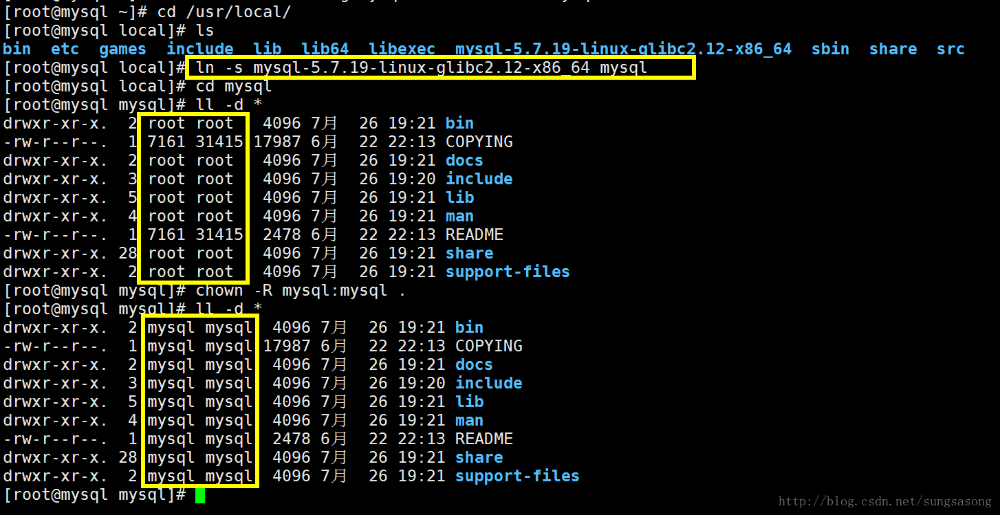 [root@mysql ~]# cd /usr/local/
[root@mysql local]# ls
bin  etc  games  include  lib  lib64  libexec  mysql-5.7.19-linux-glibc2.12-x86_64  sbin  share  src
[root@mysql local]# ln -s mysql-5.7.19-linux-glibc2.12-x86_64 mysql
[root@mysql local]# cd mysql
[root@mysql mysql]# ll -d *
drwxr-xr-x.  2 root root   4096 7月  26 19:21 bin
-rw-r--r--.  1 7161 31415 17987 6月  22 22:13 COPYING
drwxr-xr-x.  2 root root   4096 7月  26 19:21 docs
drwxr-xr-x.  3 root root   4096 7月  26 19:20 include
drwxr-xr-x.  5 root root   4096 7月  26 19:21 lib
drwxr-xr-x.  4 root root   4096 7月  26 19:21 man
-rw-r--r--.  1 7161 31415  2478 6月  22 22:13 README
drwxr-xr-x. 28 root root   4096 7月  26 19:21 share
drwxr-xr-x.  2 root root   4096 7月  26 19:21 support-files
[root@mysql mysql]# chown -R mysql:mysql .
[root@mysql mysql]# ll -d *
drwxr-xr-x.  2 mysql mysql  4096 7月  26 19:21 bin
-rw-r--r--.  1 mysql mysql 17987 6月  22 22:13 COPYING
drwxr-xr-x.  2 mysql mysql  4096 7月  26 19:21 docs
drwxr-xr-x.  3 mysql mysql  4096 7月  26 19:20 include
drwxr-xr-x.  5 mysql mysql  4096 7月  26 19:21 lib
drwxr-xr-x.  4 mysql mysql  4096 7月  26 19:21 man
-rw-r--r--.  1 mysql mysql  2478 6月  22 22:13 README
drwxr-xr-x. 28 mysql mysql  4096 7月  26 19:21 share
drwxr-xr-x.  2 mysql mysql  4096 7月  26 19:21 support-files
[root@mysql mysql]#
http://blog.csdn.net/sungsasong